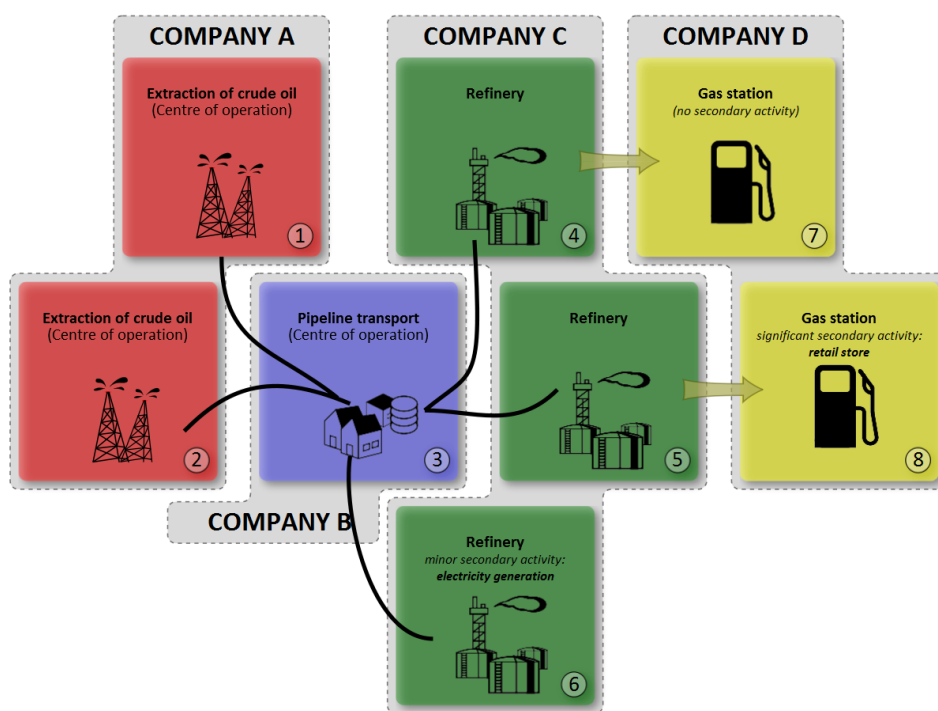 COMPANY A
COMPANY C
COMPANY D
Extraction of crude oil
(Centre of operation)
1
Refinery
4
Gas station
(no secondary activity)
7
Extraction of crude oil
(Centre of operation)
2
Pipeline transport
(Centre of operation)
3
Refinery
5
Gas station
significant secondary activity:
retail store
8
COMPANY B
Refinery
minor secondary activity:
electricity generation
6